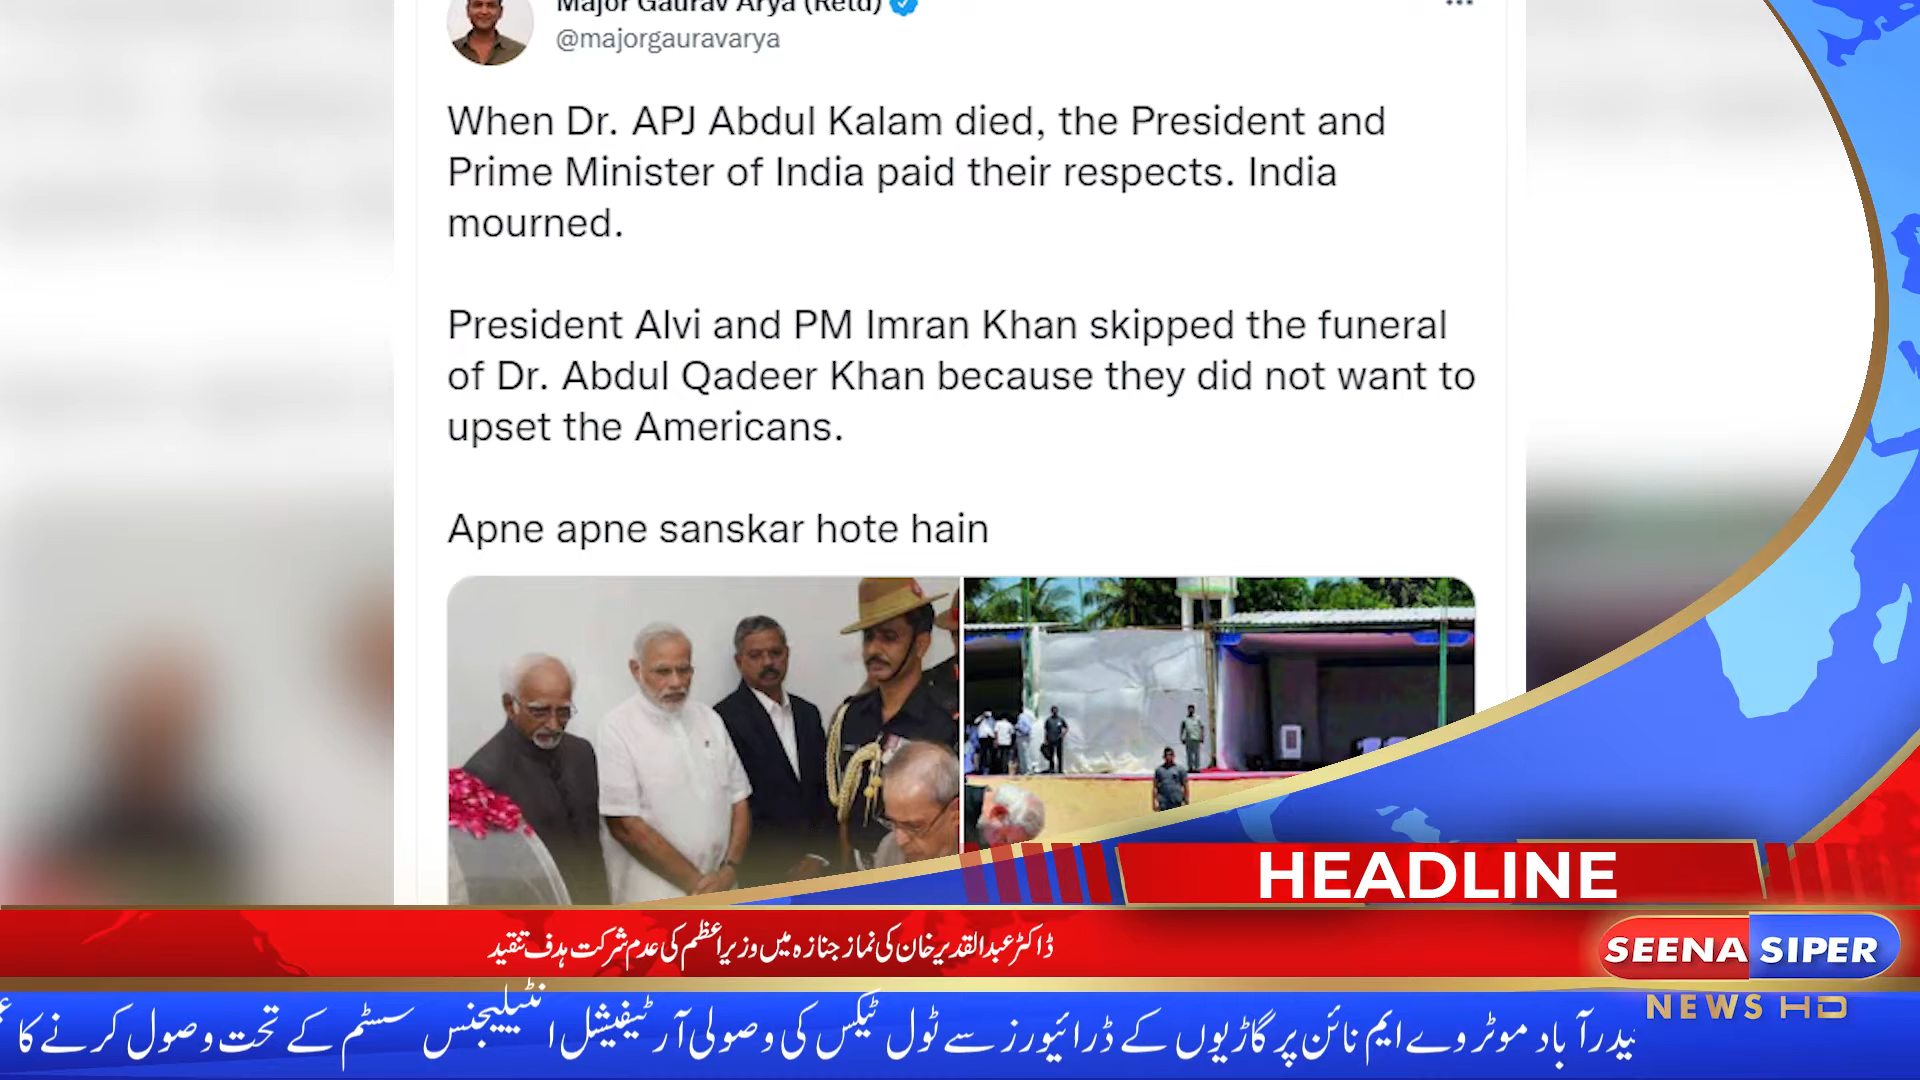 Major Gaurav Arya (Retd)
@majorgauravarya
When Dr. APJ Abdul Kalam died, the President and
Prime Minister of India paid their respects. India
mourned.
President Alvi and PM Imran Khan skipped the funeral
of Dr. Abdul Qadeer Khan because they did not want to
upset the Americans.
Apne apne sanskar hote hain
HEADLINE
ڈاکٹر عبدالقدیر خان کی نماز جنازہ میں وزیراعظم کی عدم شرکت ہدف تنقید
SEENA SIPER
NEWS HD
موٹر وے ایم نائن پر گاڑیوں کے ڈرائیورز سے ٹول ٹیکس کی وصولی آرٹیفیشل انٹیلیجنس سسٹم کے تحت وصول کرنے کا